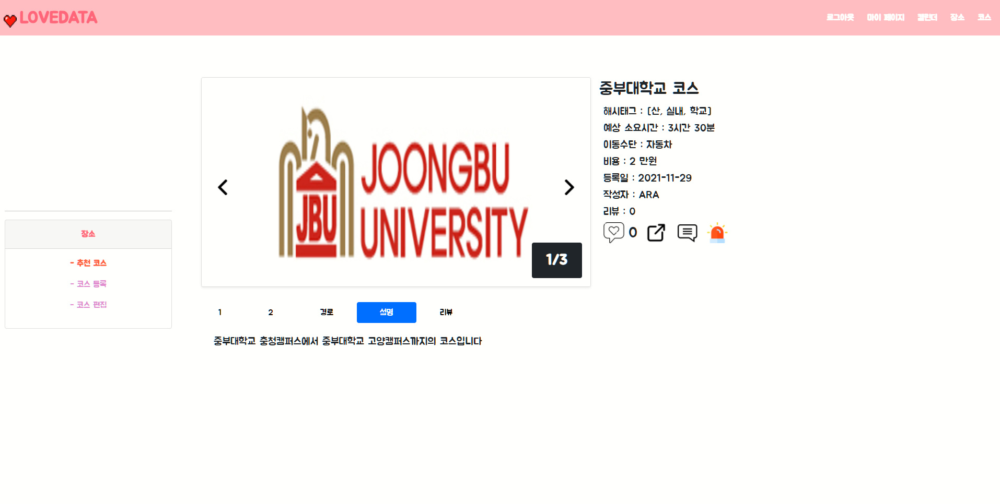 LOVEDATA
로그아웃 마이 페이지 캘린더 장소 코스
장소
- 추천 코스
- 코스 등록
- 코스 편집
JBU
JOONGBU
UNIVERSITY
1/3
중부대학교 코스
해시태그 : [산, 실내, 학교]
예상 소요시간 : 3시간 30분
이동수단 : 자동차
비용 : 2 만원
등록일 : 2021-11-29
작성자 : ARA
리뷰 : 0
0
1 2 경로 설명 리뷰
중부대학교 충청캠퍼스에서 중부대학교 고양캠퍼스까지의 코스입니다